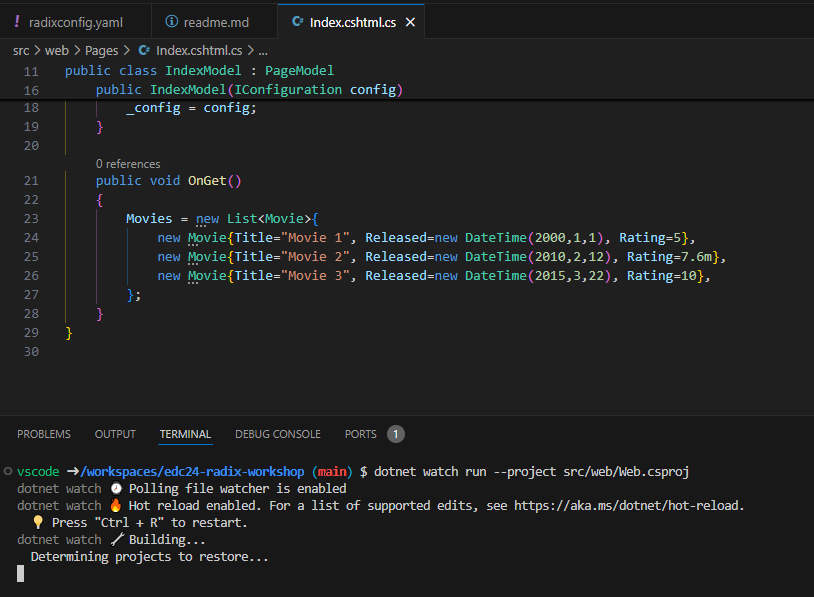 ! radixconfig.yaml readme.md C# Index.cshtml.cs
src > web > Pages > C# Index.cshtml.cs > ...
11 public class IndexModel : PageModel
16 public IndexModel(IConfiguration config)
18 _config = config;
19 }
20
0 references
21 public void OnGet()
22 {
23 Movies = new List<Movie>{
24 new Movie{Title="Movie 1", Released=new DateTime(2000,1,1), Rating=5},
25 new Movie{Title="Movie 2", Released=new DateTime(2010,2,12), Rating=7.6m},
26 new Movie{Title="Movie 3", Released=new DateTime(2015,3,22), Rating=10},
27 };
28 }
29 }
30
PROBLEMS OUTPUT TERMINAL DEBUG CONSOLE PORTS 1
vscode ➜/workspaces/edc24-radix-workshop (main) $ dotnet watch run --project src/web/Web.csproj
dotnet watch ⌚ Polling file watcher is enabled
dotnet watch 🔥 Hot reload enabled. For a list of supported edits, see https://aka.ms/dotnet/hot-reload.
💡 Press "Ctrl + R" to restart.
dotnet watch 🔧 Building...
Determining projects to restore...